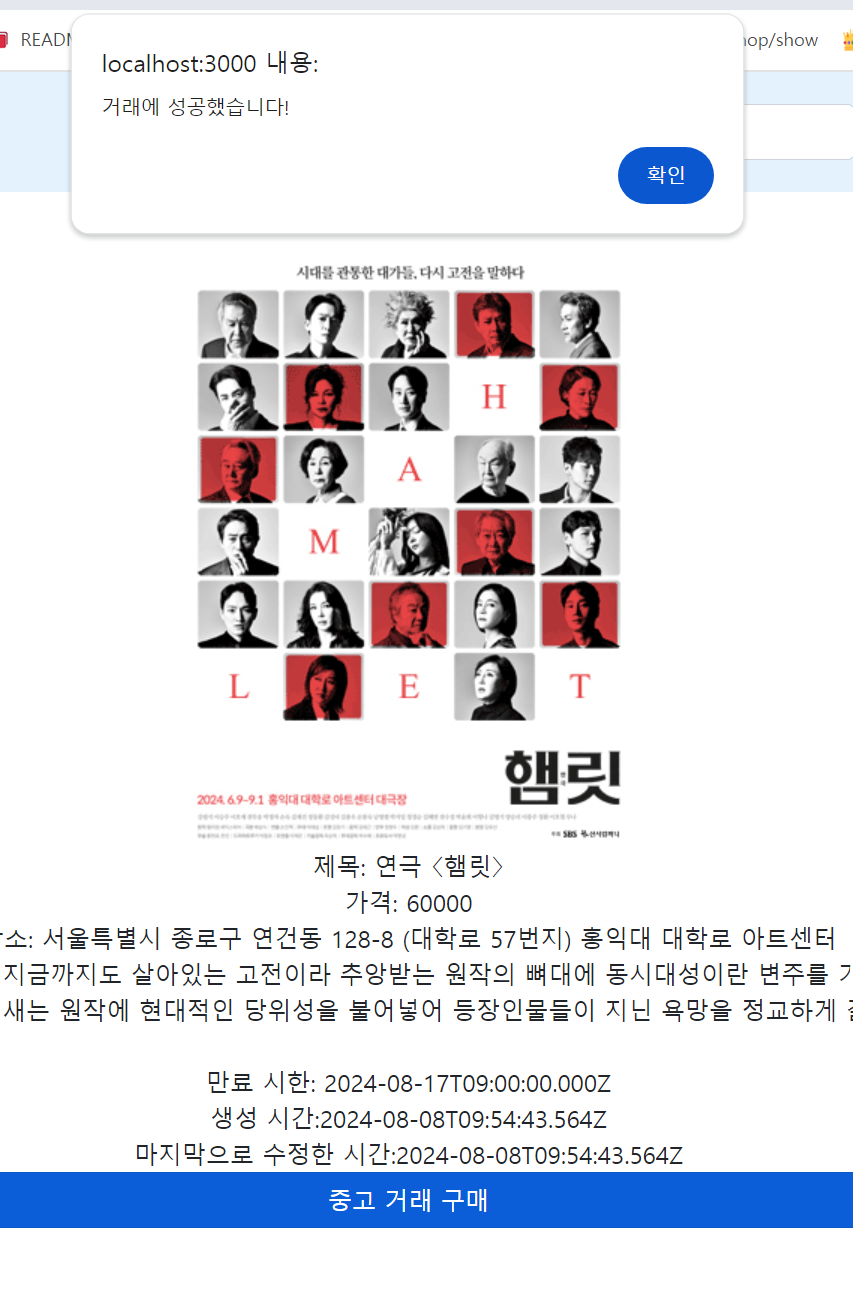 READM
localhost:3000 내용:
hop/show
거래에 성공했습니다!
확인
시대를 관통한 대가들, 다시 고전을 말하다
H
A
M
L E T
햄릿
연극
2024. 6.9-9.1 홍익대 대학로 아트센터 대극장
주최 SBS 신시컴퍼니
제목: 연극 〈햄릿〉
가격: 60000
소: 서울특별시 종로구 연건동 128-8 (대학로 57번지) 홍익대 대학로 아트센터
지금까지도 살아있는 고전이라 추앙받는 원작의 뼈대에 동시대성이란 변주를
새는 원작에 현대적인 당위성을 불어넣어 등장인물들이 지닌 욕망을 정교하게
만료 시한: 2024-08-17T09:00:00.000Z
생성 시간:2024-08-08T09:54:43.564Z
마지막으로 수정한 시간:2024-08-08T09:54:43.564Z
중고 거래 구매